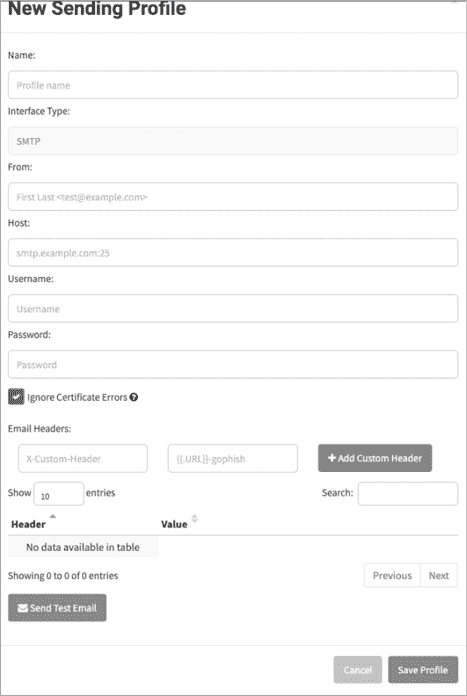 New Sending Profile
Name:
Profile name
Interface Type:
SMTP
From:
First Last <test@example.com>
Host:
smtp.example.com:25
Username:
Username
Password:
Password
Ignore Certificate Errors
Email Headers:
X-Custom-Header {{.URL}}-gophish + Add Custom Header
Show 10 entries Search:
Header Value
No data available in table
Showing 0 to 0 of 0 entries Previous Next
Send Test Email
Cancel Save Profile